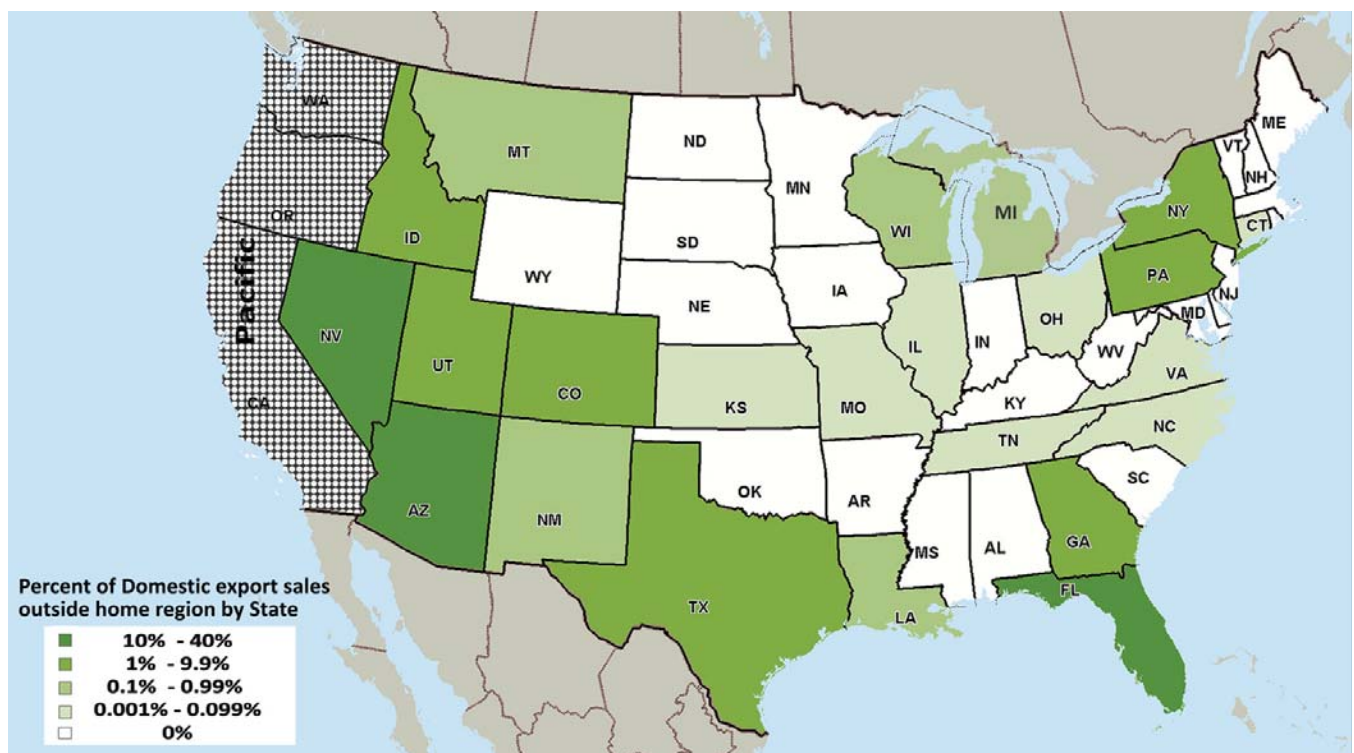 WA
MT
ND
MN
ME
VT
NH
OR
ID
SD
WI
MI
NY
CT
Pacific
WY
IA
PA
NJ
NE
NV
UT
CO
IL
IN
OH
MD
WV
VA
CA
KS
MO
KY
NC
TN
AZ
NM
OK
AR
SC
MS
AL
GA
TX
LA
FL
Percent of Domestic export sales
outside home region by State
10% - 40%
1% - 9.9%
0.1% - 0.99%
0.001% - 0.099%
0%